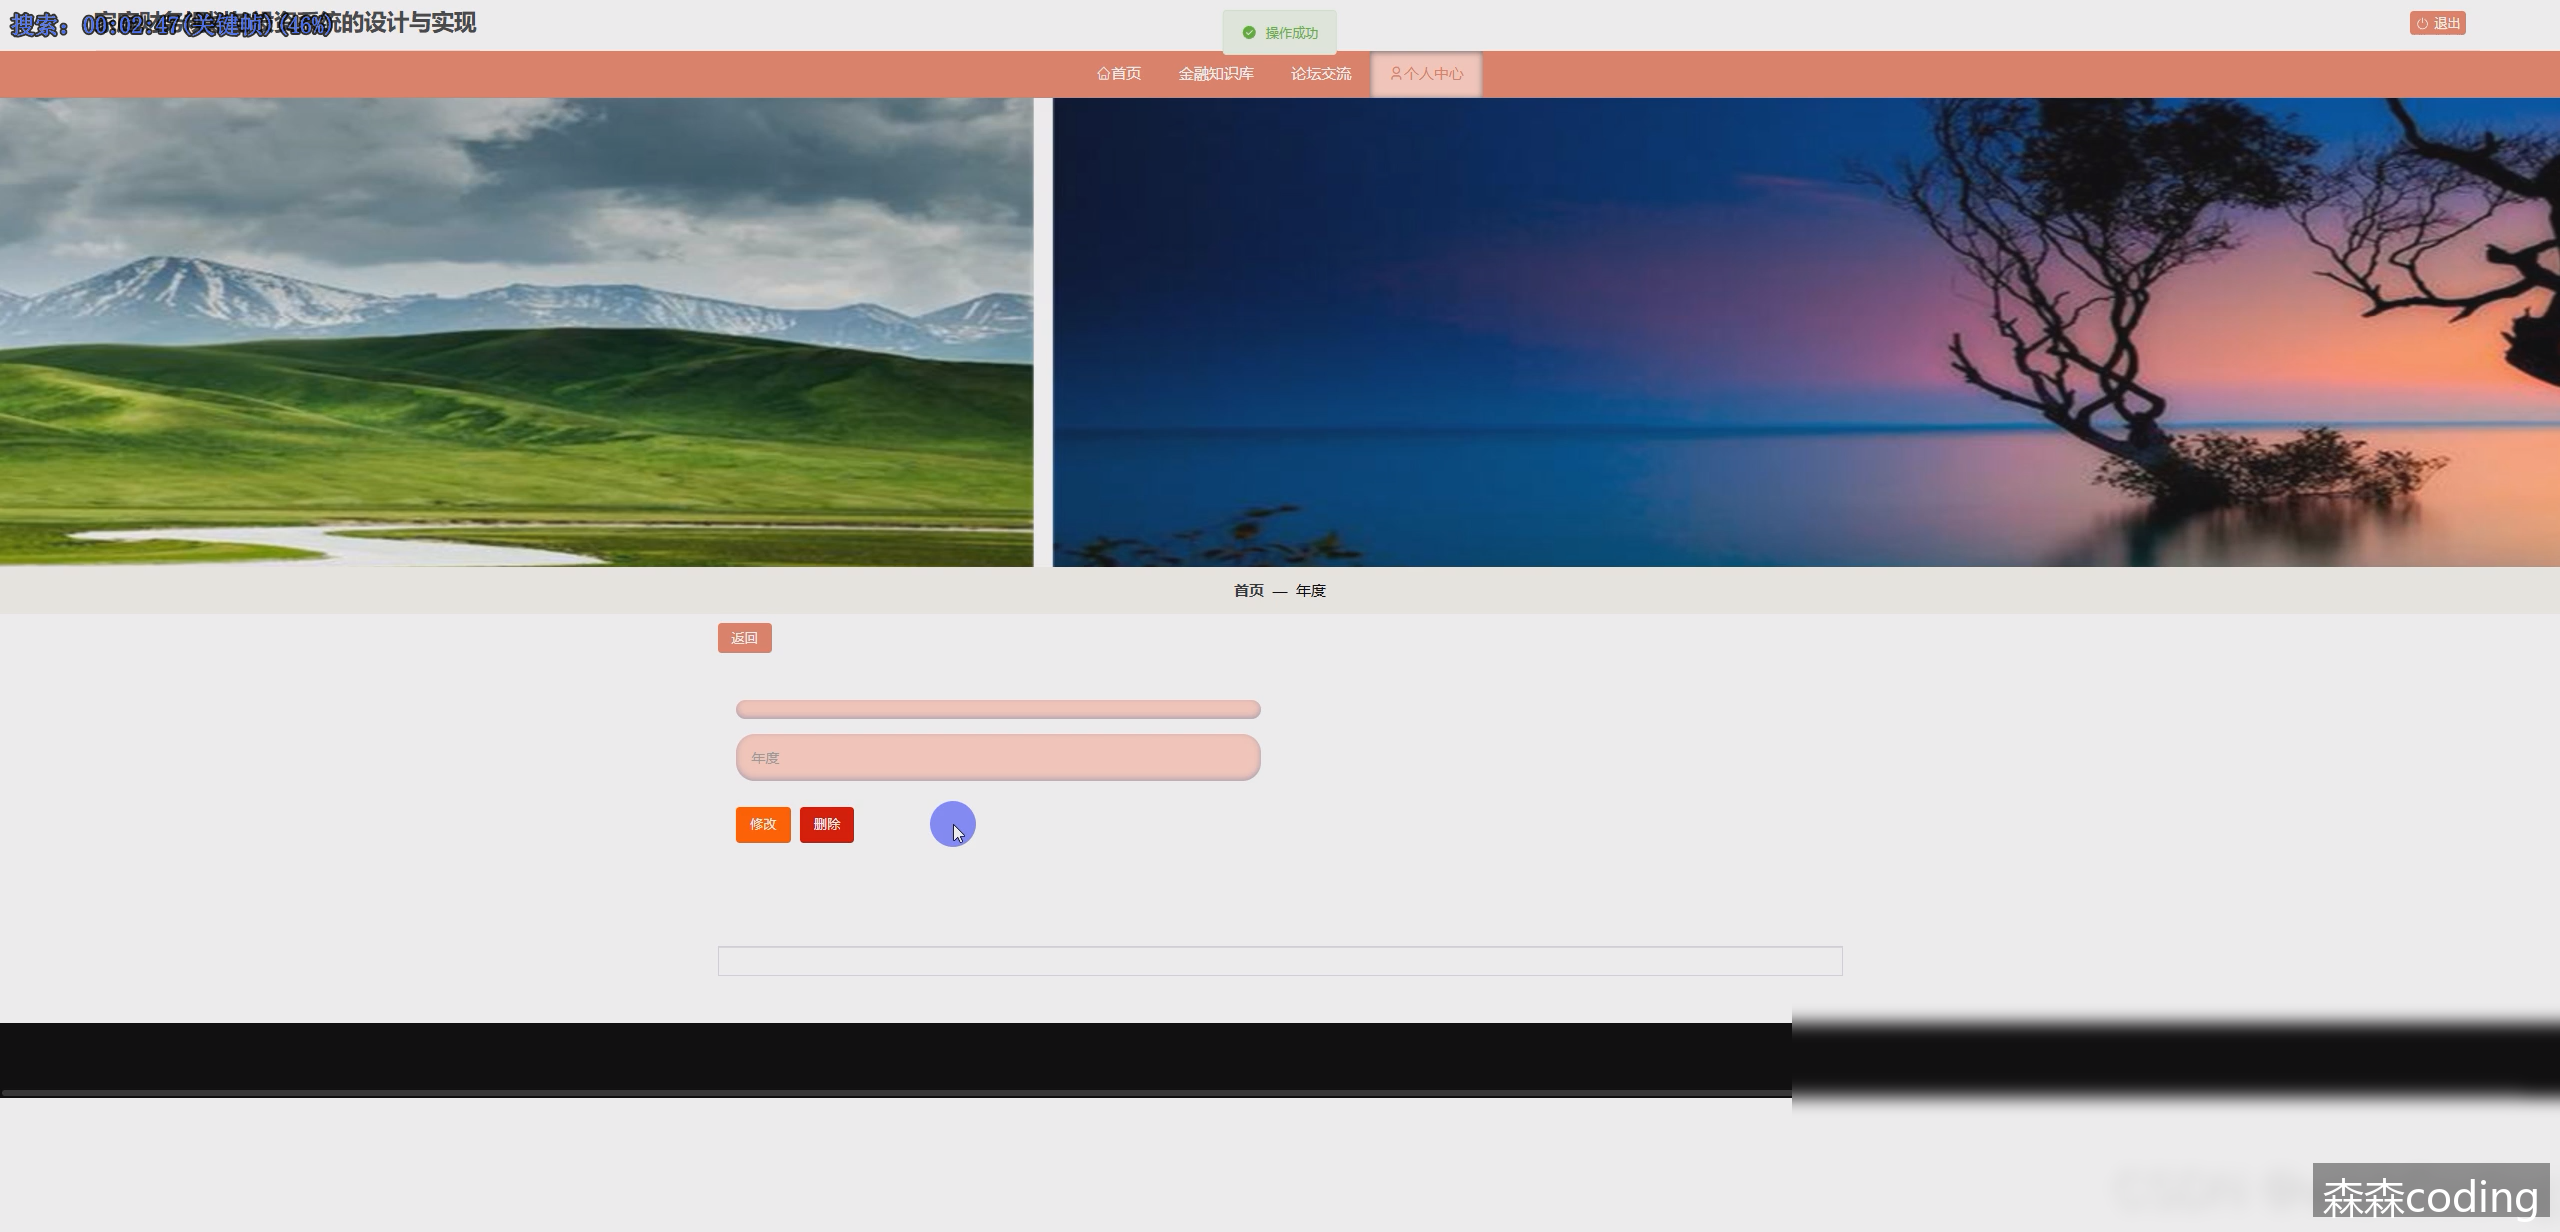 搜索: 00:02:47(关键帧)(46%)
系统的设计与实现
操作成功
退出
首页
金融知识库
论坛交流
个人中心
首页 — 年度
返回
年度
修改
删除
森森coding